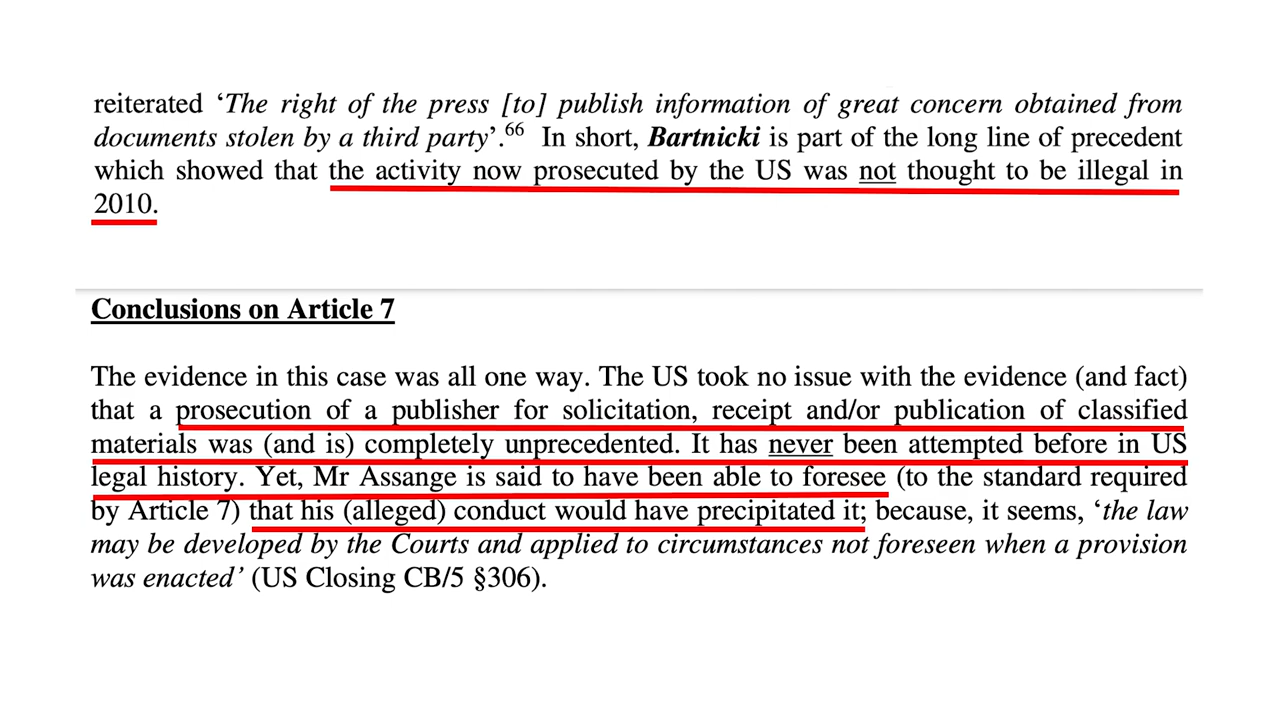 reiterated ‘The right of the press [to] publish information of great concern obtained from
documents stolen by a third party’.66 In short, Bartnicki is part of the long line of precedent
which showed that the activity now prosecuted by the US was not thought to be illegal in
2010.
Conclusions on Article 7
The evidence in this case was all one way. The US took no issue with the evidence (and fact)
that a prosecution of a publisher for solicitation, receipt and/or publication of classified
materials was (and is) completely unprecedented. It has never been attempted before in US
legal history. Yet, Mr Assange is said to have been able to foresee (to the standard required
by Article 7) that his (alleged) conduct would have precipitated it; because, it seems, ‘the law
may be developed by the Courts and applied to circumstances not foreseen when a provision
was enacted’ (US Closing CB/5 §306).